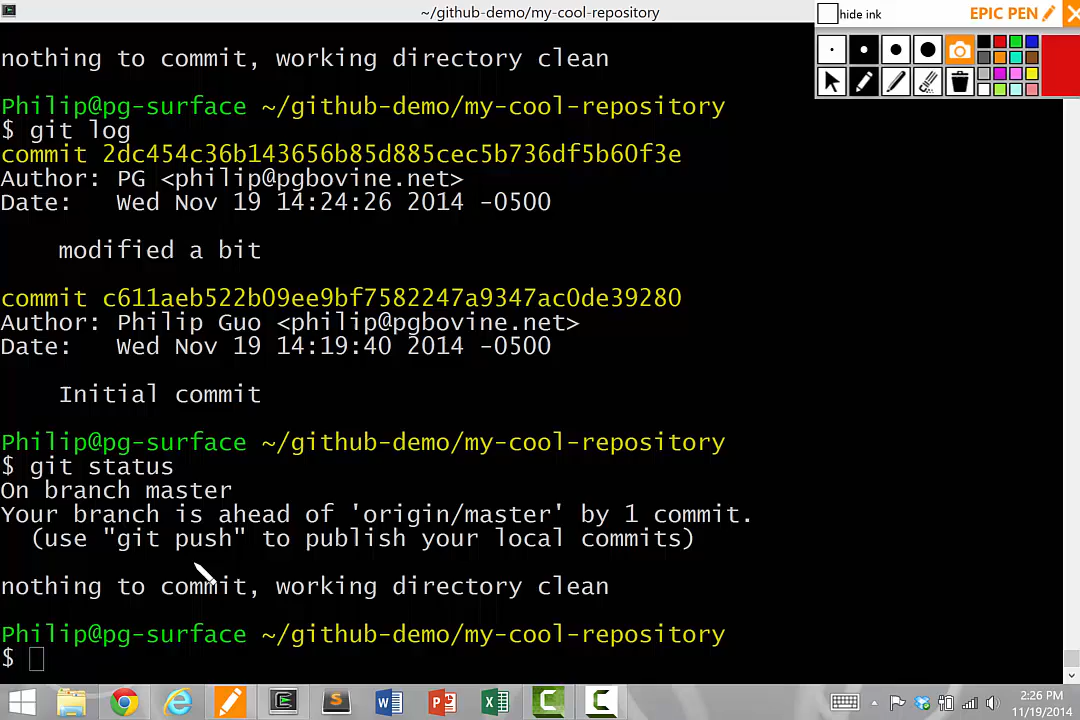 ~/github-demo/my-cool-repository
hide ink
EPIC PEN
nothing to commit, working directory clean
Philip@pg-surface ~/github-demo/my-cool-repository
$ git log
commit 2dc454c36b143656b85d885cec5b736df5b60f3e
Author: PG <philip@pgbovine.net>
Date:   Wed Nov 19 14:24:26 2014 -0500
modified a bit
commit c611aeb522b09ee9bf7582247a9347ac0de39280
Author: Philip Guo <philip@pgbovine.net>
Date:   Wed Nov 19 14:19:40 2014 -0500
Initial commit
Philip@pg-surface ~/github-demo/my-cool-repository
$ git status
On branch master
Your branch is ahead of 'origin/master' by 1 commit.
(use "git push" to publish your local commits)
nothing to commit, working directory clean
Philip@pg-surface ~/github-demo/my-cool-repository
$
2:26 PM
11/19/2014